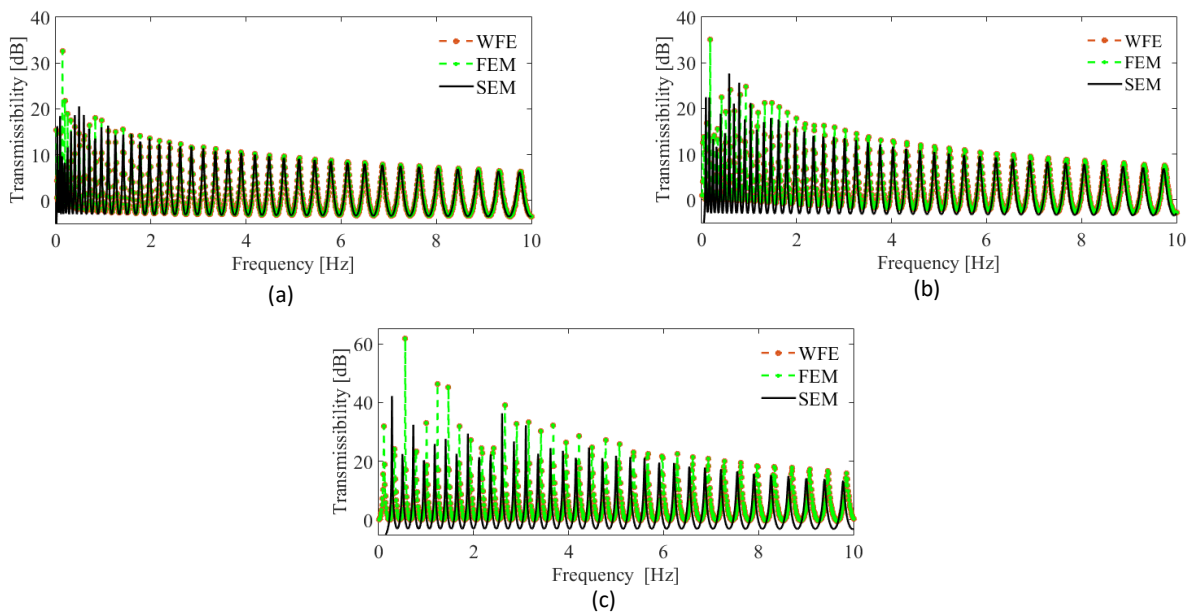 40
30
20
10
0
Transmissibility [dB]
WFE
FEM
SEM
0 2 4 6 8 10
Frequency [Hz]
(a)
40
30
20
10
0
Transmissibility [dB]
WFE
FEM
SEM
0 2 4 6 8 10
Frequency [Hz]
(b)
60
40
20
0
Transmissibility [dB]
WFE
FEM
SEM
0 2 4 6 8 10
Frequency [Hz]
(c)